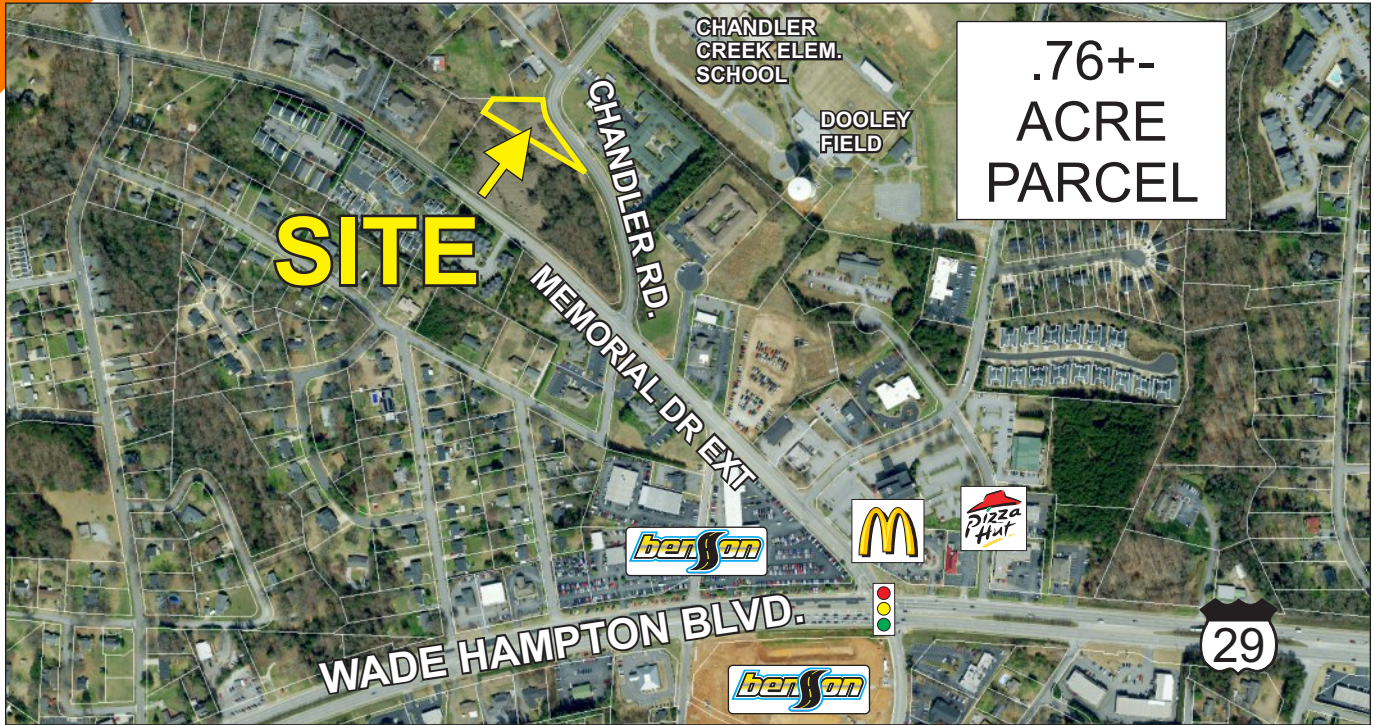 CHANDLER
CREEK ELEM.
SCHOOL
.76+-
ACRE
PARCEL
DOOLEY
FIELD
CHANDLER RD.
SITE
MEMORIAL DR EXT
benson
Pizza
Hut
WADE HAMPTON BLVD.
29
benson